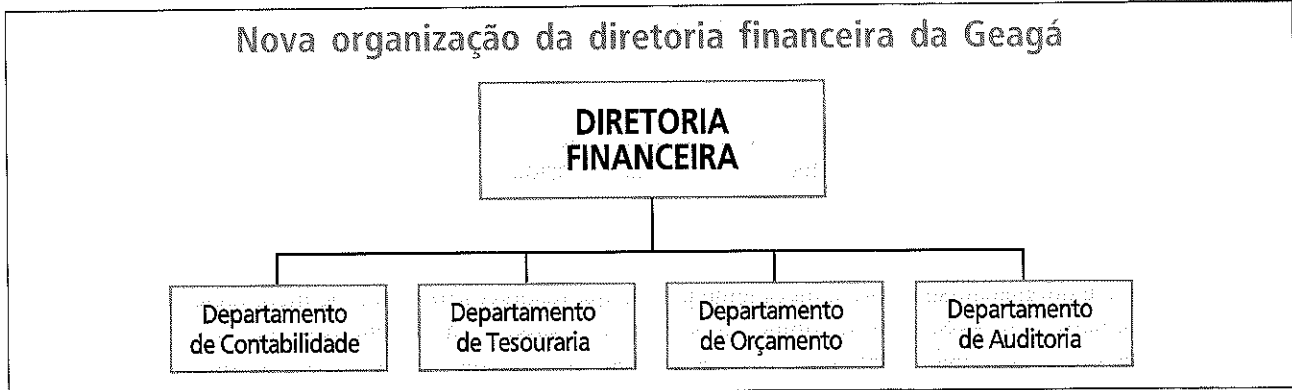 Nova organização da diretoria financeira da Geagá
DIRETORIA
FINANCEIRA
Departamento
de Contabilidade
Departamento
de Tesouraria
Departamento
de Orçamento
Departamento
de Auditoria